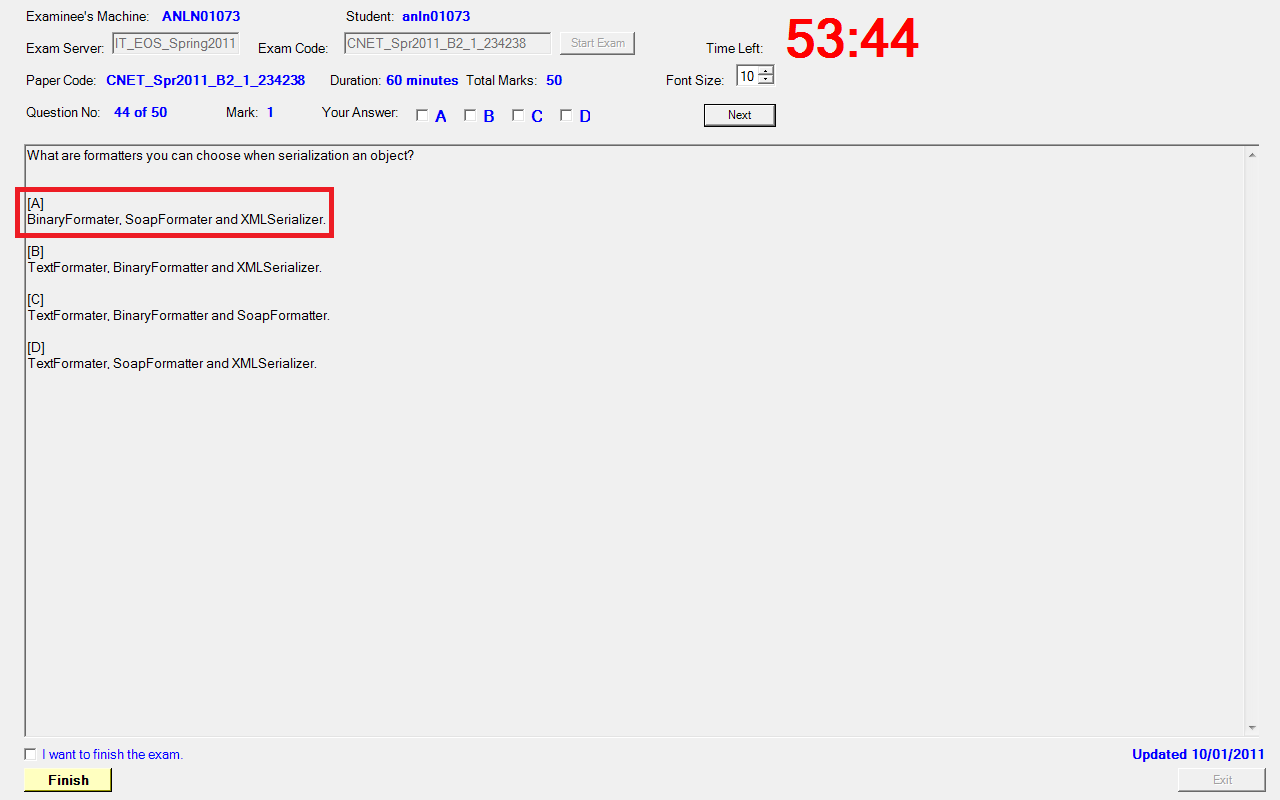 Examinee's Machine: ANLN01073 Student: anln01073
Exam Server: IT_EOS_Spring2011 Exam Code: CNET_Spr2011_B2_1_234238 Start Exam Time Left: 53:44
Paper Code: CNET_Spr2011_B2_1_234238 Duration: 60 minutes Total Marks: 50 Font Size: 10
Question No: 44 of 50 Mark: 1 Your Answer: A B C D Next
What are formatters you can choose when serialization an object?
[A]
BinaryFormater, SoapFormater and XMLSerializer.
[B]
TextFormater, BinaryFormatter and XMLSerializer.
[C]
TextFormater, BinaryFormatter and SoapFormatter.
[D]
TextFormater, SoapFormatter and XMLSerializer.
I want to finish the exam. Updated 10/01/2011
Finish Exit